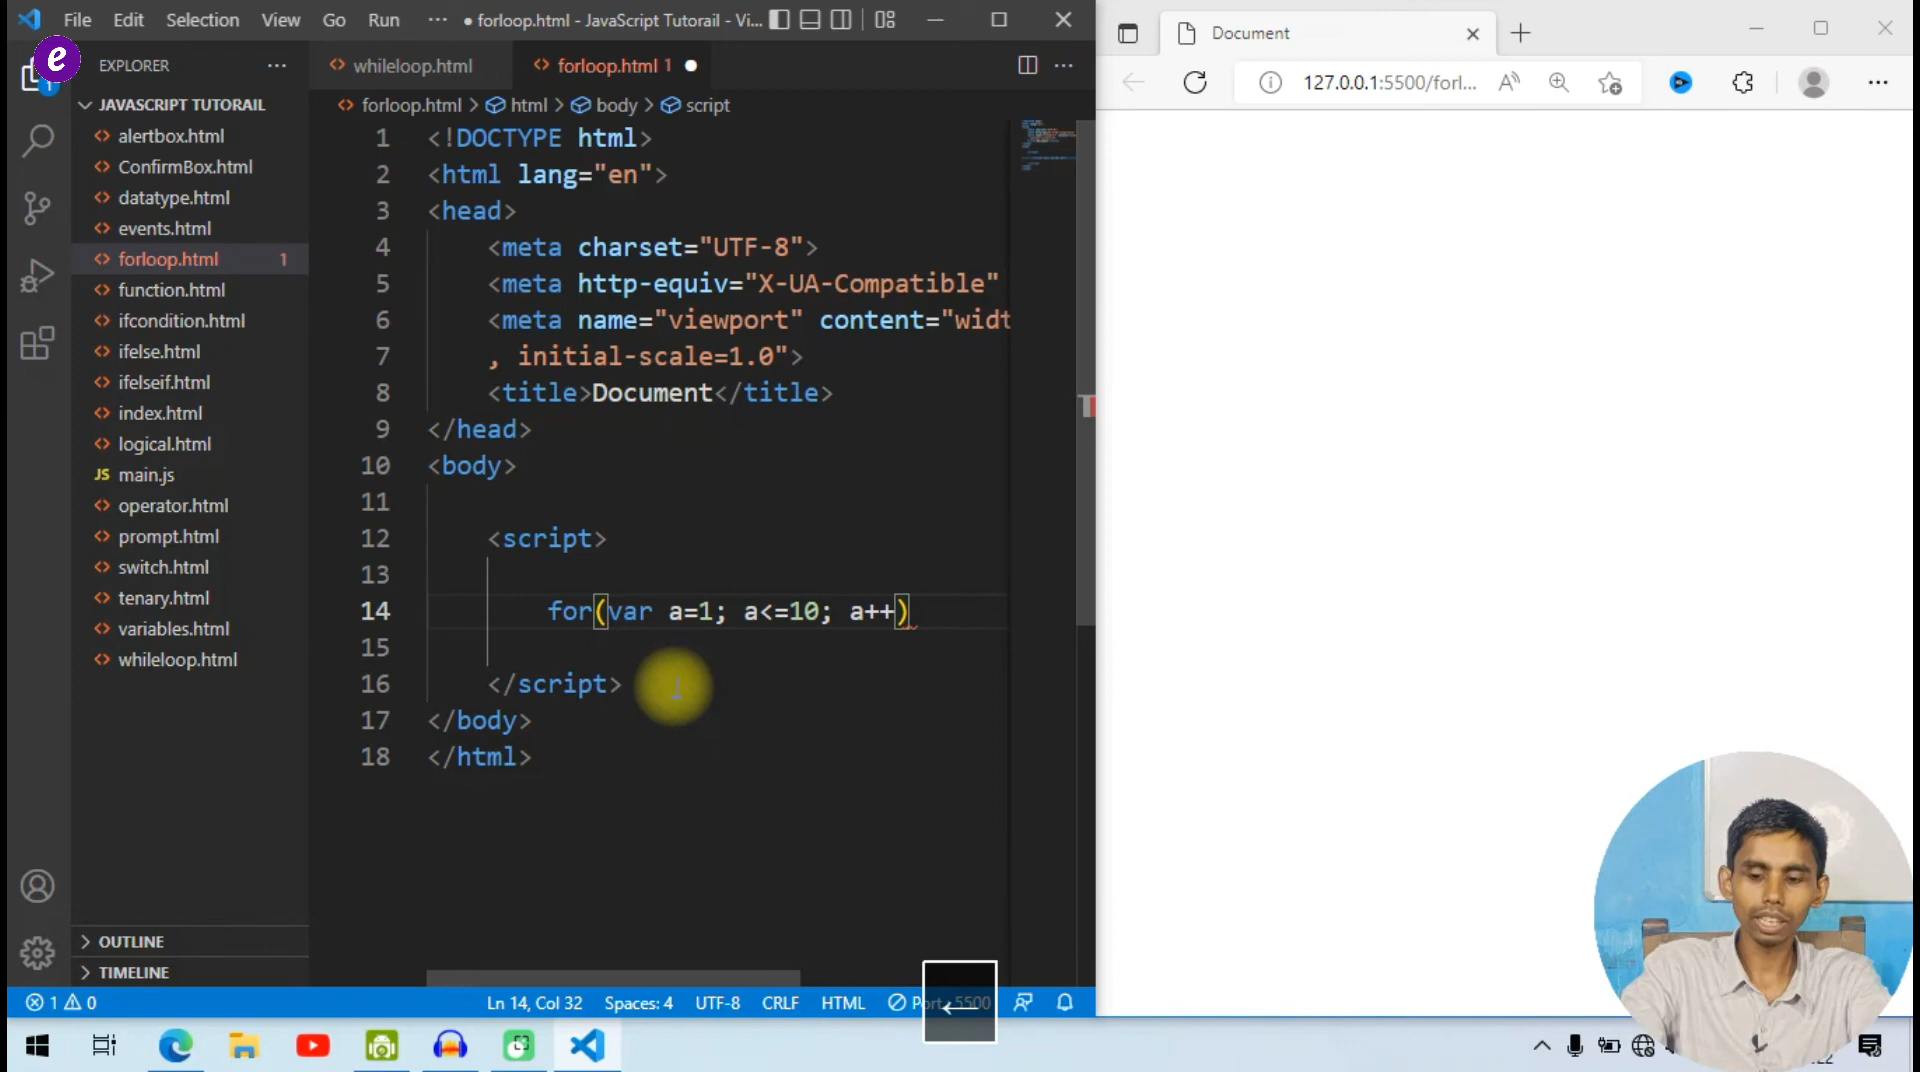 File Edit Selection View Go Run ··· ● forloop.html - JavaScript Tutorail - Vi...
e
1
EXPLORER ···
whileloop.html
forloop.html 1 ●
JAVASCRIPT TUTORAIL
alertbox.html
ConfirmBox.html
datatype.html
events.html
forloop.html 1
function.html
ifcondition.html
ifelse.html
ifelseif.html
index.html
logical.html
JS main.js
operator.html
prompt.html
switch.html
tenary.html
variables.html
whileloop.html
OUTLINE
TIMELINE
forloop.html > html > body > script
1 <!DOCTYPE html>
2 <html lang="en">
3 <head>
4 <meta charset="UTF-8">
5 <meta http-equiv="X-UA-Compatible"
6 <meta name="viewport" content="widt
7 , initial-scale=1.0">
8 <title>Document</title>
9 </head>
10 <body>
11
12 <script>
13
14 for(var a=1; a<=10; a++)
15
16 </script>
17 </body>
18 </html>
1 0 Ln 14, Col 32 Spaces: 4 UTF-8 CRLF HTML Port : 5500
Document
127.0.0.1:5500/forl...